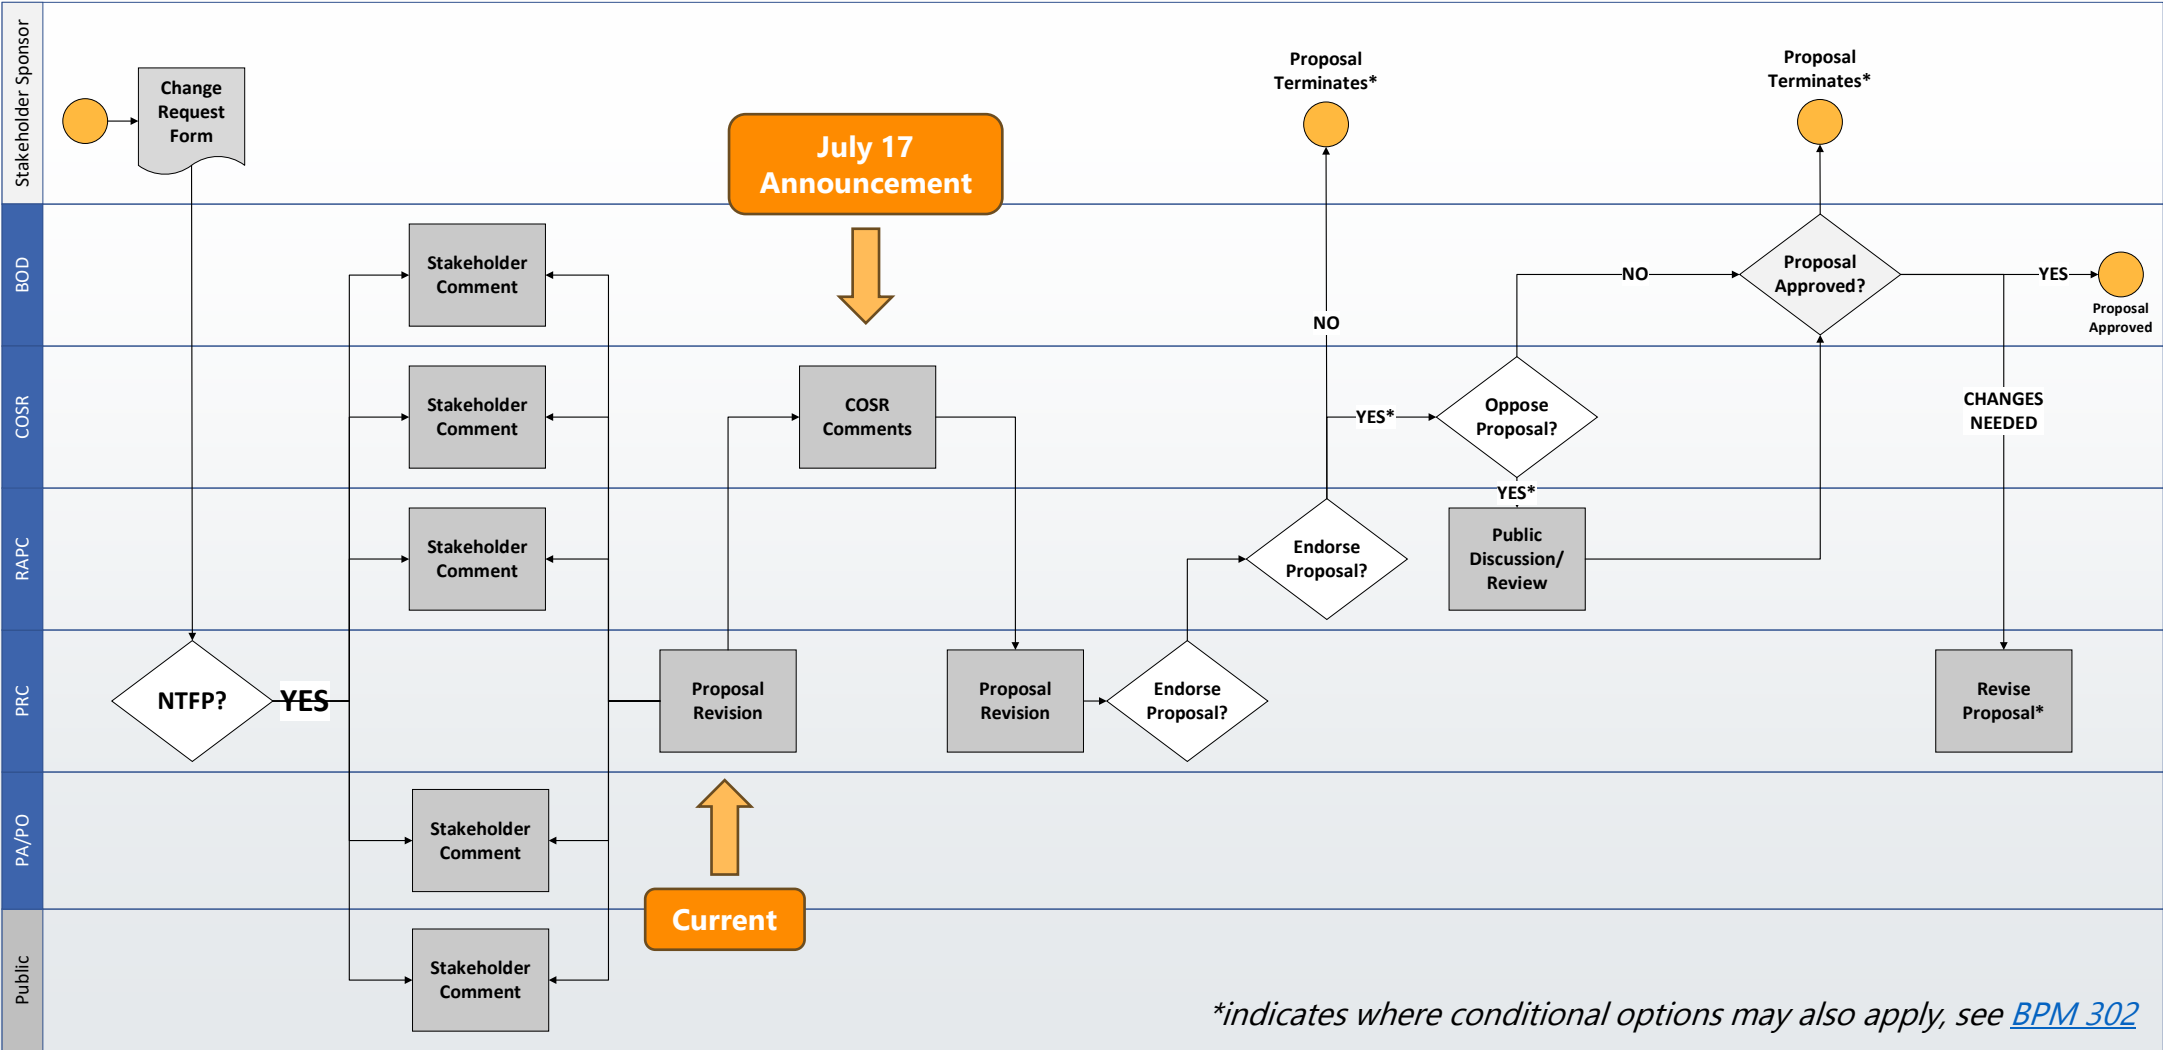 Stakeholder Sponsor
Change
Request
Form
July 17
Announcement
Proposal
Terminates*
Proposal
Terminates*
BOD
Stakeholder
Comment
NO
NO
Proposal
Approved?
YES
Proposal
Approved
COSR
Stakeholder
Comment
COSR
Comments
YES*
Oppose
Proposal?
CHANGES
NEEDED
YES*
RAPC
Stakeholder
Comment
Endorse
Proposal?
Public
Discussion/
Review
PRC
NTFP?
YES
Proposal
Revision
Proposal
Revision
Endorse
Proposal?
Revise
Proposal*
PA/PO
Stakeholder
Comment
Current
Public
Stakeholder
Comment
*indicates where conditional options may also apply, see BPM 302